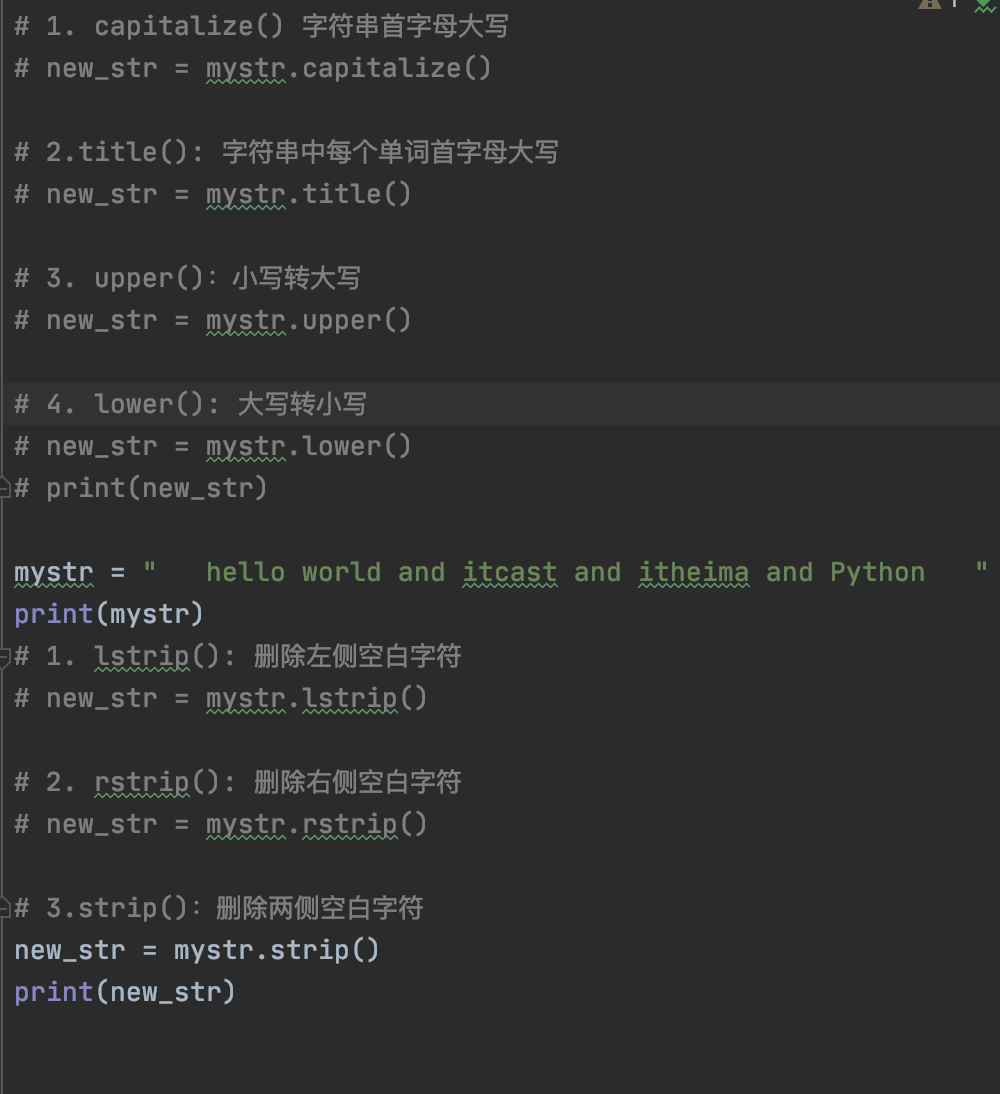 # 1. capitalize() 字符串首字母大写
# new_str = mystr.capitalize()
# 2.title(): 字符串中每个单词首字母大写
# new_str = mystr.title()
# 3. upper()：小写转大写
# new_str = mystr.upper()
# 4. lower(): 大写转小写
# new_str = mystr.lower()
# print(new_str)
mystr = "   hello world and itcast and itheima and Python   "
print(mystr)
# 1. lstrip(): 删除左侧空白字符
# new_str = mystr.lstrip()
# 2. rstrip(): 删除右侧空白字符
# new_str = mystr.rstrip()
# 3.strip()：删除两侧空白字符
new_str = mystr.strip()
print(new_str)